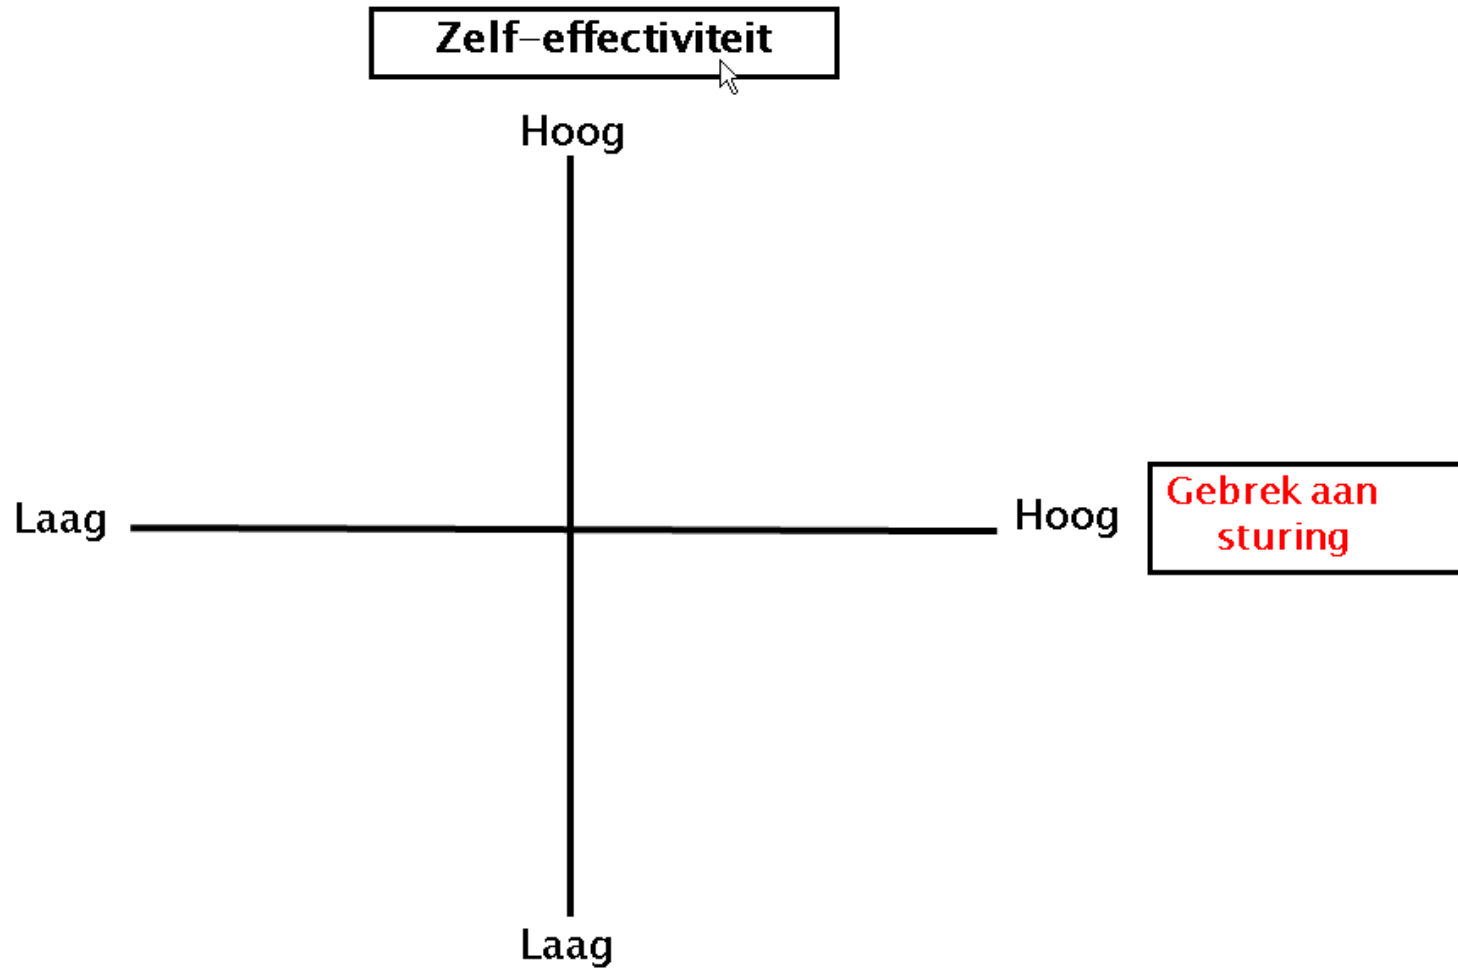 Zelf-effectiviteit
Hoog
Laag
Hoog
Gebrek aan
sturing
Laag